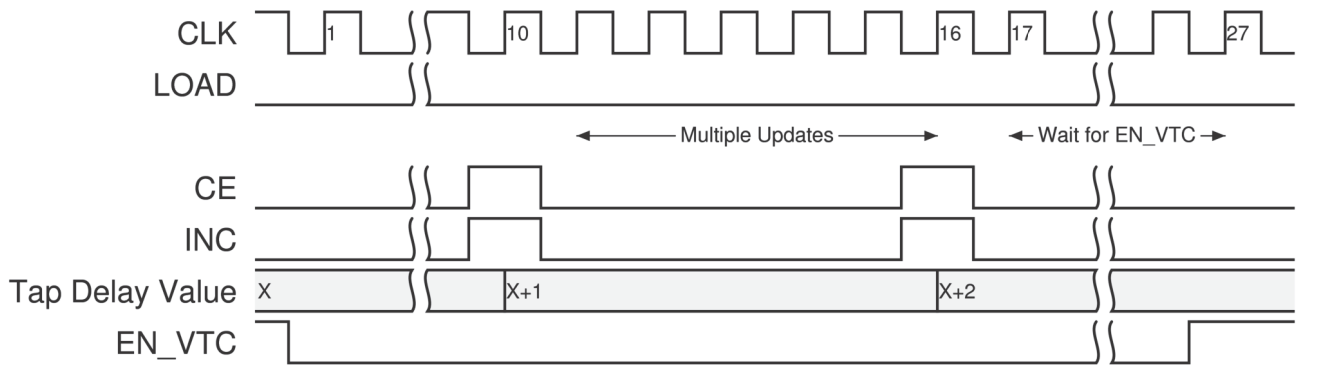 CLK 1 10 16 17 27
LOAD
Multiple Updates Wait for EN_VTC
CE
INC
Tap Delay Value X X+1 X+2
EN_VTC